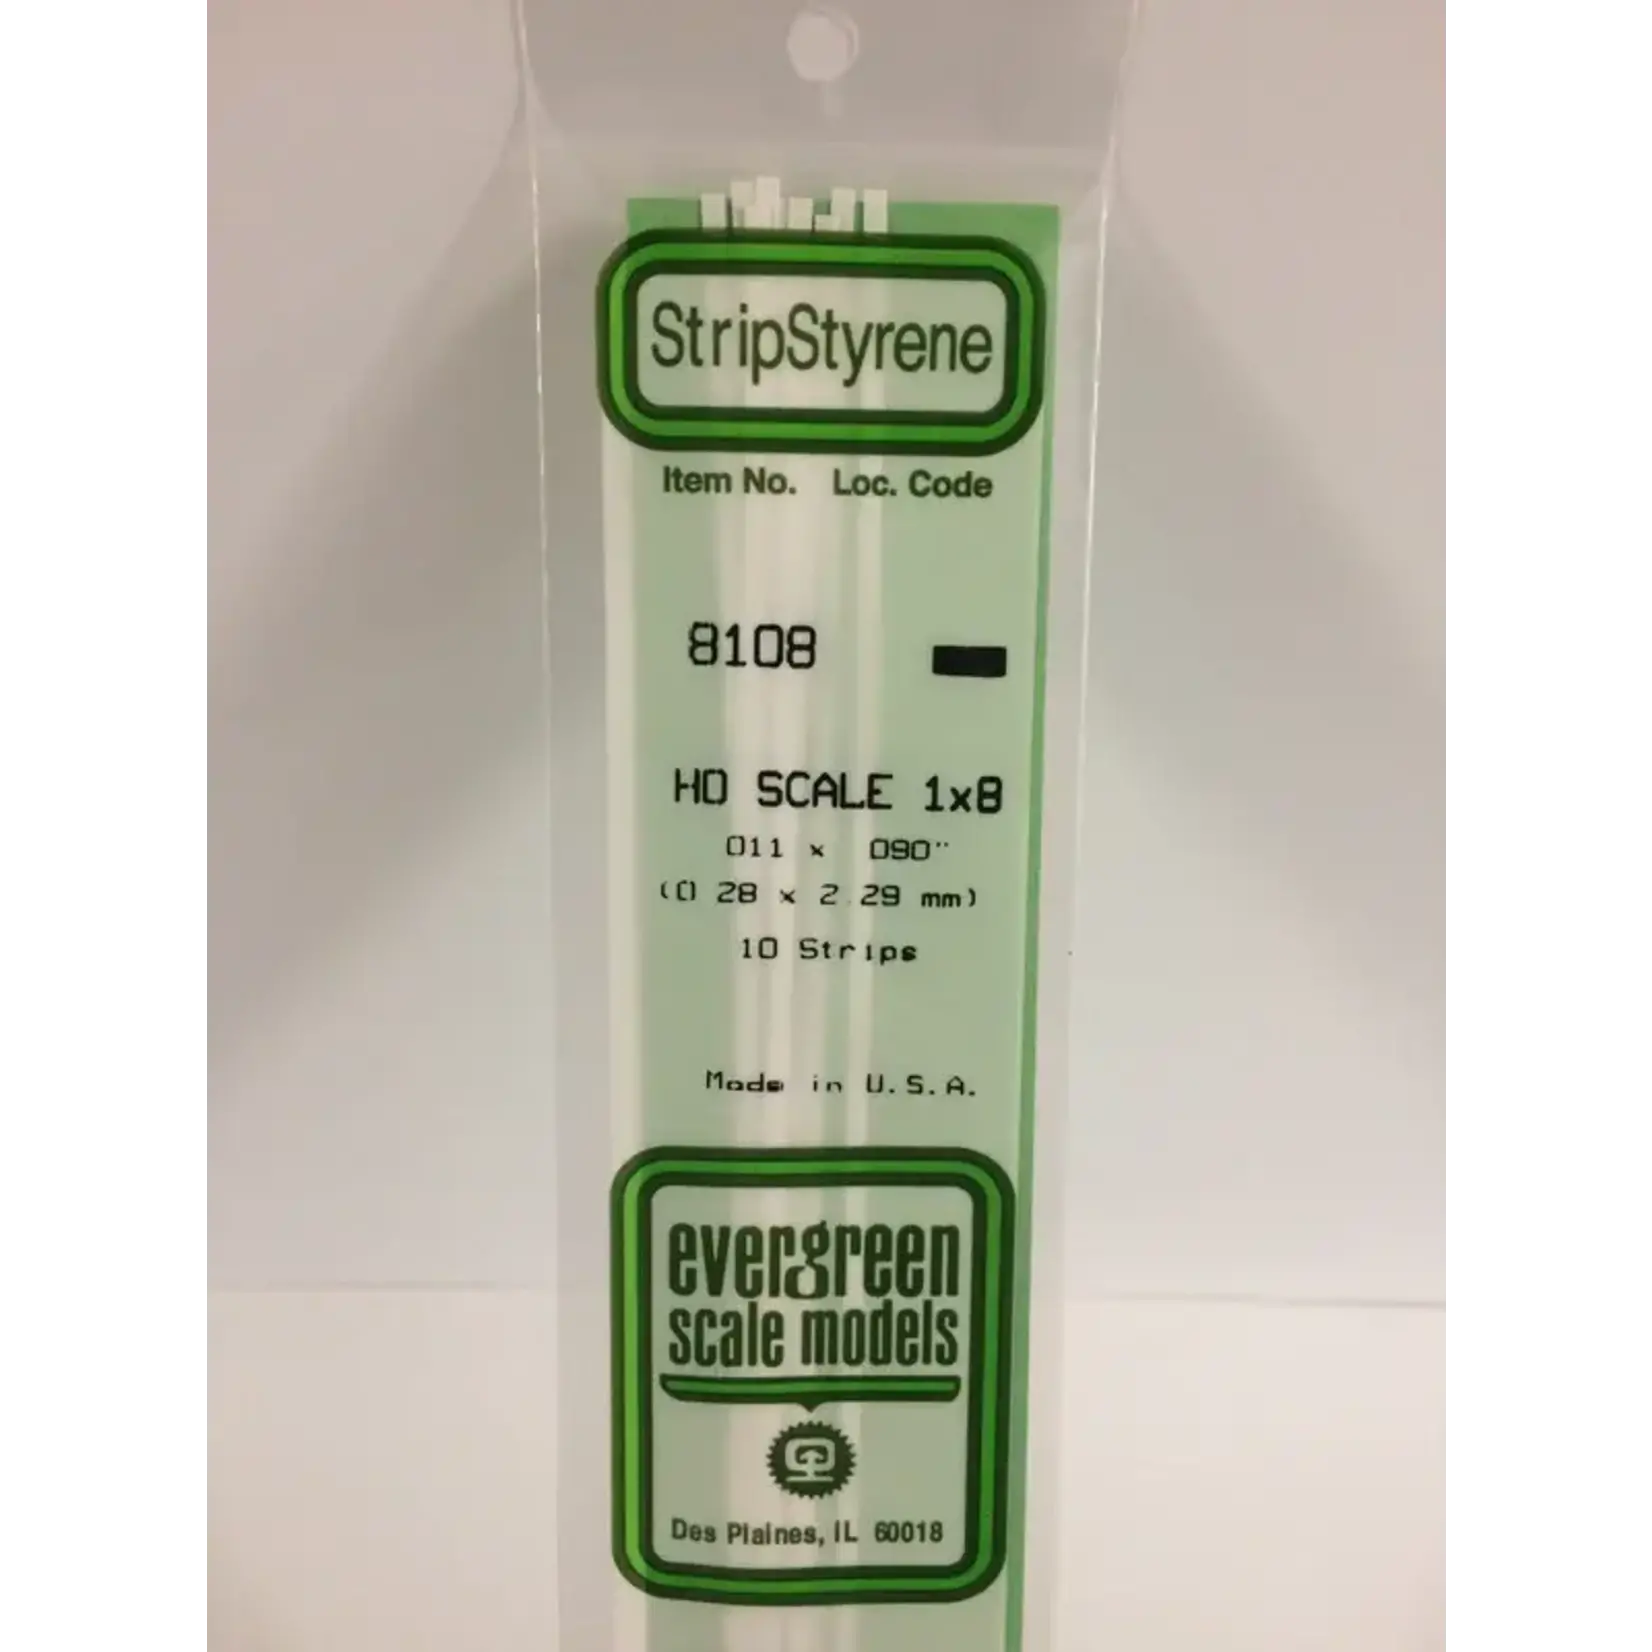 StripStyrene
Item No. Loc. Code
8108
HO SCALE 1x8
.011 x .090"
(0.28 x 2.29 mm)
10 Strips
Made in U.S.A.
evergreen
scale models
Des Plaines, IL 60018